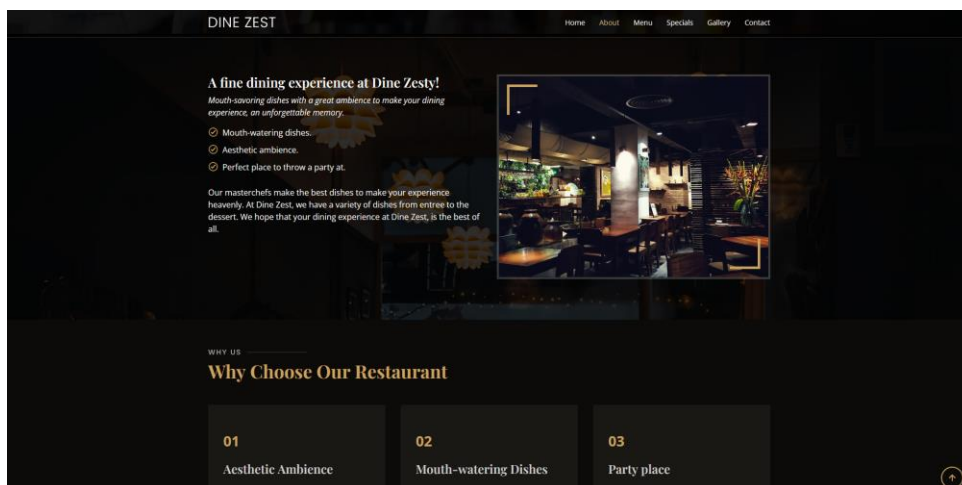 DINE ZEST
Home About Menu Specials Gallery Contact
A fine dining experience at Dine Zesty!
Mouth-savoring dishes with a great ambience to make your dining
experience, an unforgettable memory.
Mouth-watering dishes.
Aesthetic ambience.
Perfect place to throw a party at.
Our masterchefs make the best dishes to make your experience
heavenly. At Dine Zest, we have a variety of dishes from entree to the
dessert. We hope that your dining experience at Dine Zest, is the best of
all.
WHY US
Why Choose Our Restaurant
01
Aesthetic Ambience
02
Mouth-watering Dishes
03
Party place